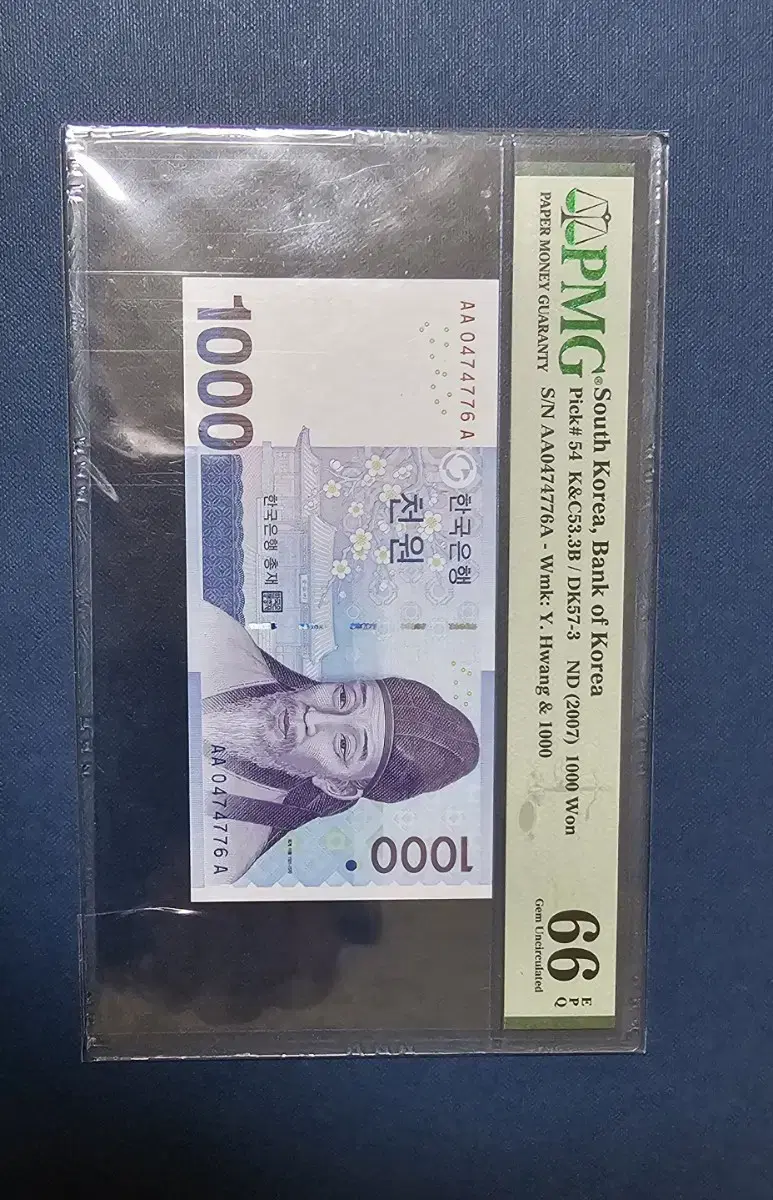 PMG®
PAPER MONEY GUARANTY
South Korea, Bank of Korea
Pick# 54 K&C53.3B / DK57-3 ND (2007) 1000 Won
S/N AA0474776A - Wmk: Y. Hwang & 1000
66
EPQ
Gem Uncirculated
AA 0474776 A
한국은행
천원
1000
한국은행 총재
1000
AA 0474776 A